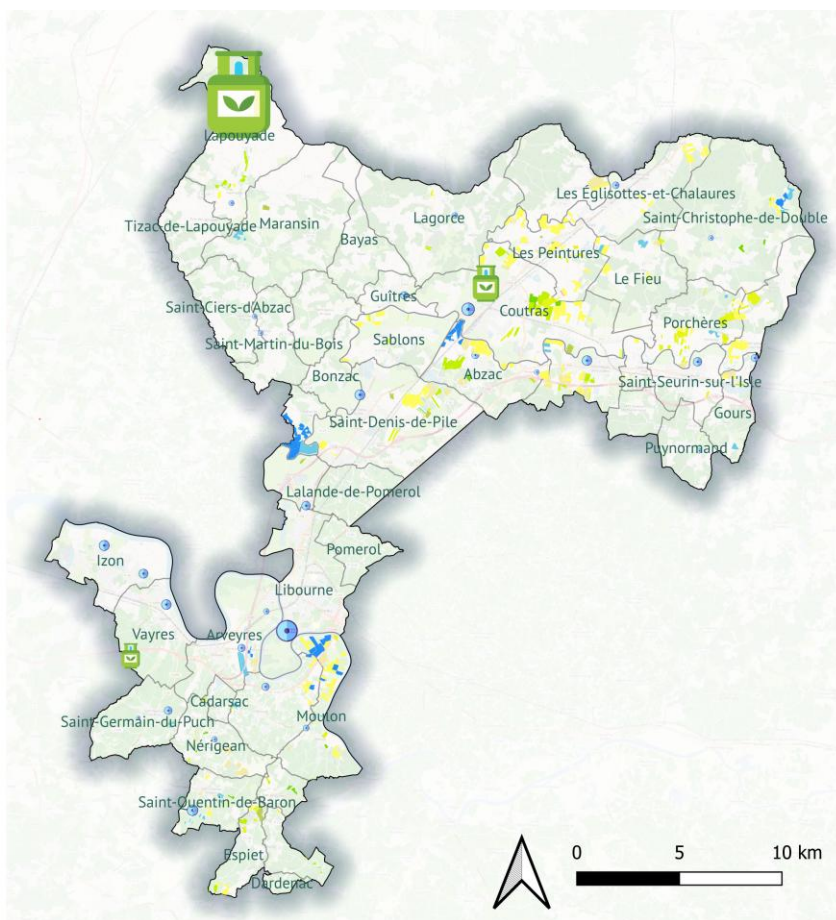 Lapouyade
Les Églisottes-et-Chalaures
Saint-Christophe-de-Double
Lagorce
Tizac-de-Lapouyade
Maransin
Bayas
Les Peintures
Le Fieu
Guîtres
Saint-Ciers-d'Abzac
Coutras
Porchères
Saint-Martin-du-Bois
Sablons
Bonzac
Abzac
Saint-Seurin-sur-l'Isle
Gours
Saint-Denis-de-Pile
Puynormand
Lalande-de-Pomerol
Pomerol
Izon
Libourne
Vayres
Arveyres
Cadarsac
Saint-Germain-du-Puch
Moulon
Nérigean
Saint-Quentin-de-Baron
Espiet
Dardenac
0 5 10 km